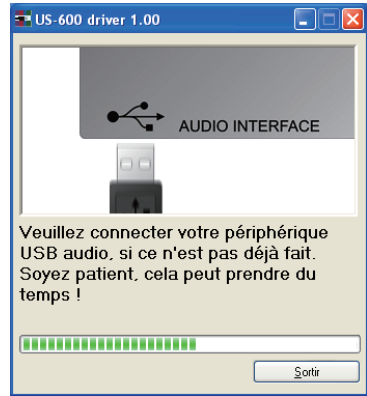 US-600 driver 1.00
AUDIO INTERFACE
Veuillez connecter votre périphérique
USB audio, si ce n'est pas déjà fait.
Soyez patient, cela peut prendre du
temps !
Sortir